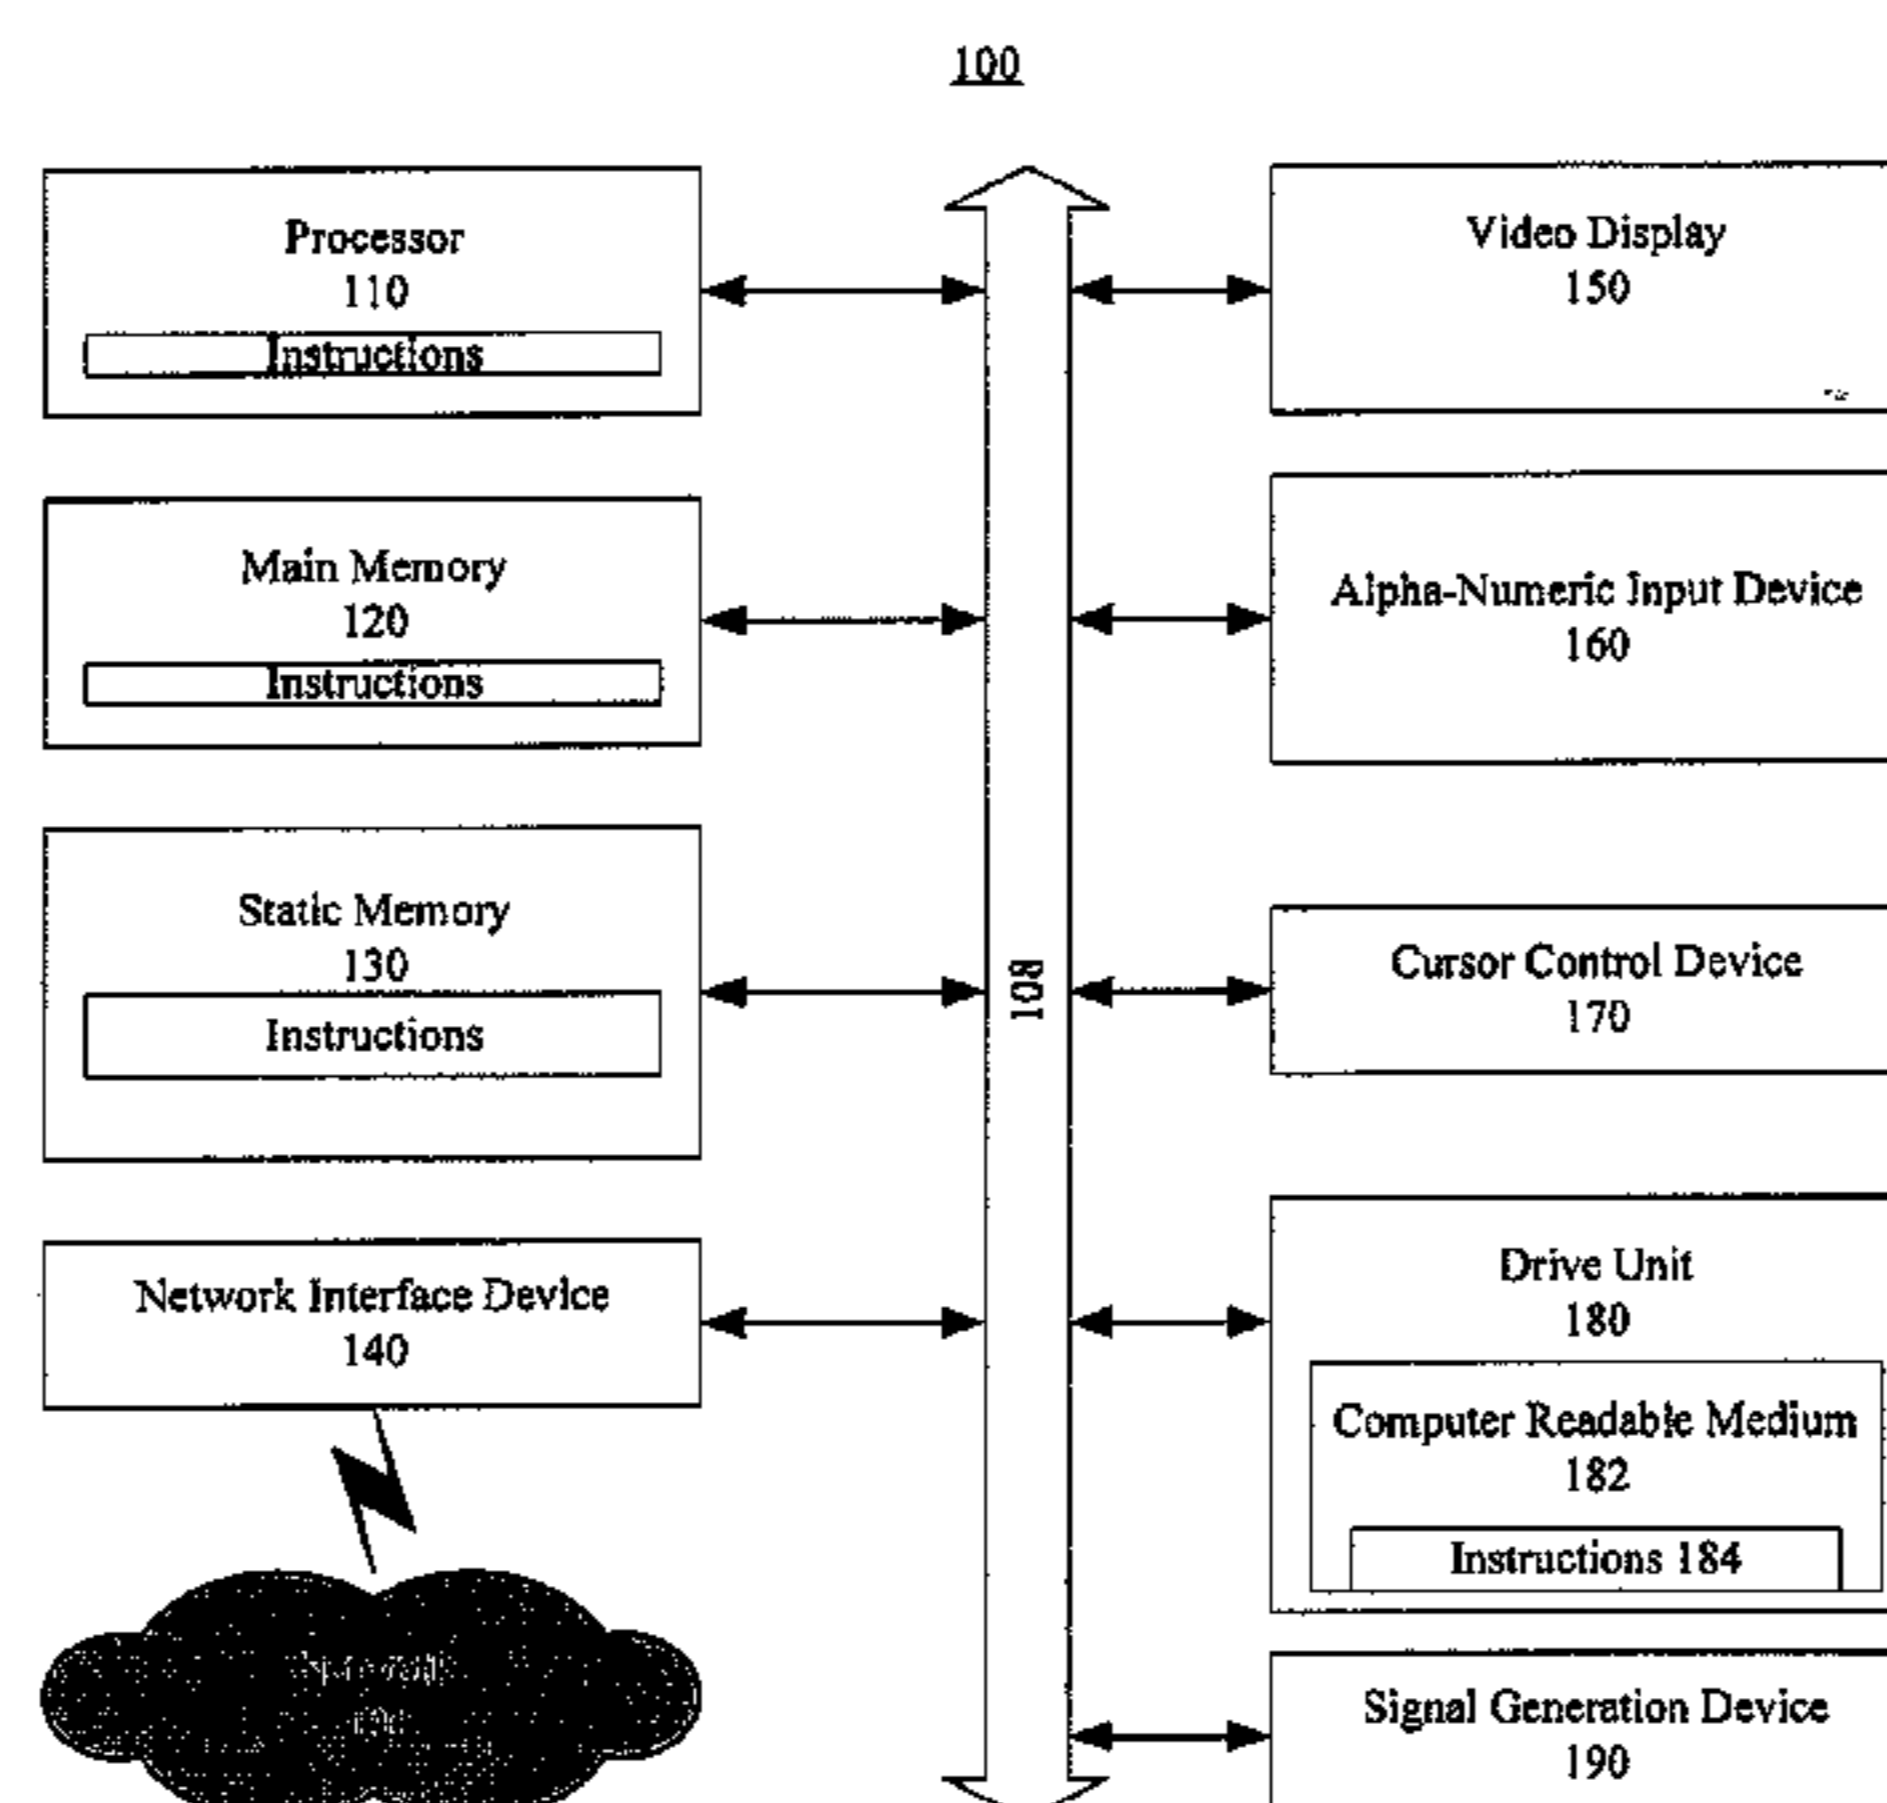 100
Processor
110
Instructions
Main Memory
120
Instructions
Static Memory
130
Instructions
Network Interface Device
140
108
Video Display
150
Alpha-Numeric Input Device
160
Cursor Control Device
170
Drive Unit
180
Computer Readable Medium
182
Instructions 184
Signal Generation Device
190